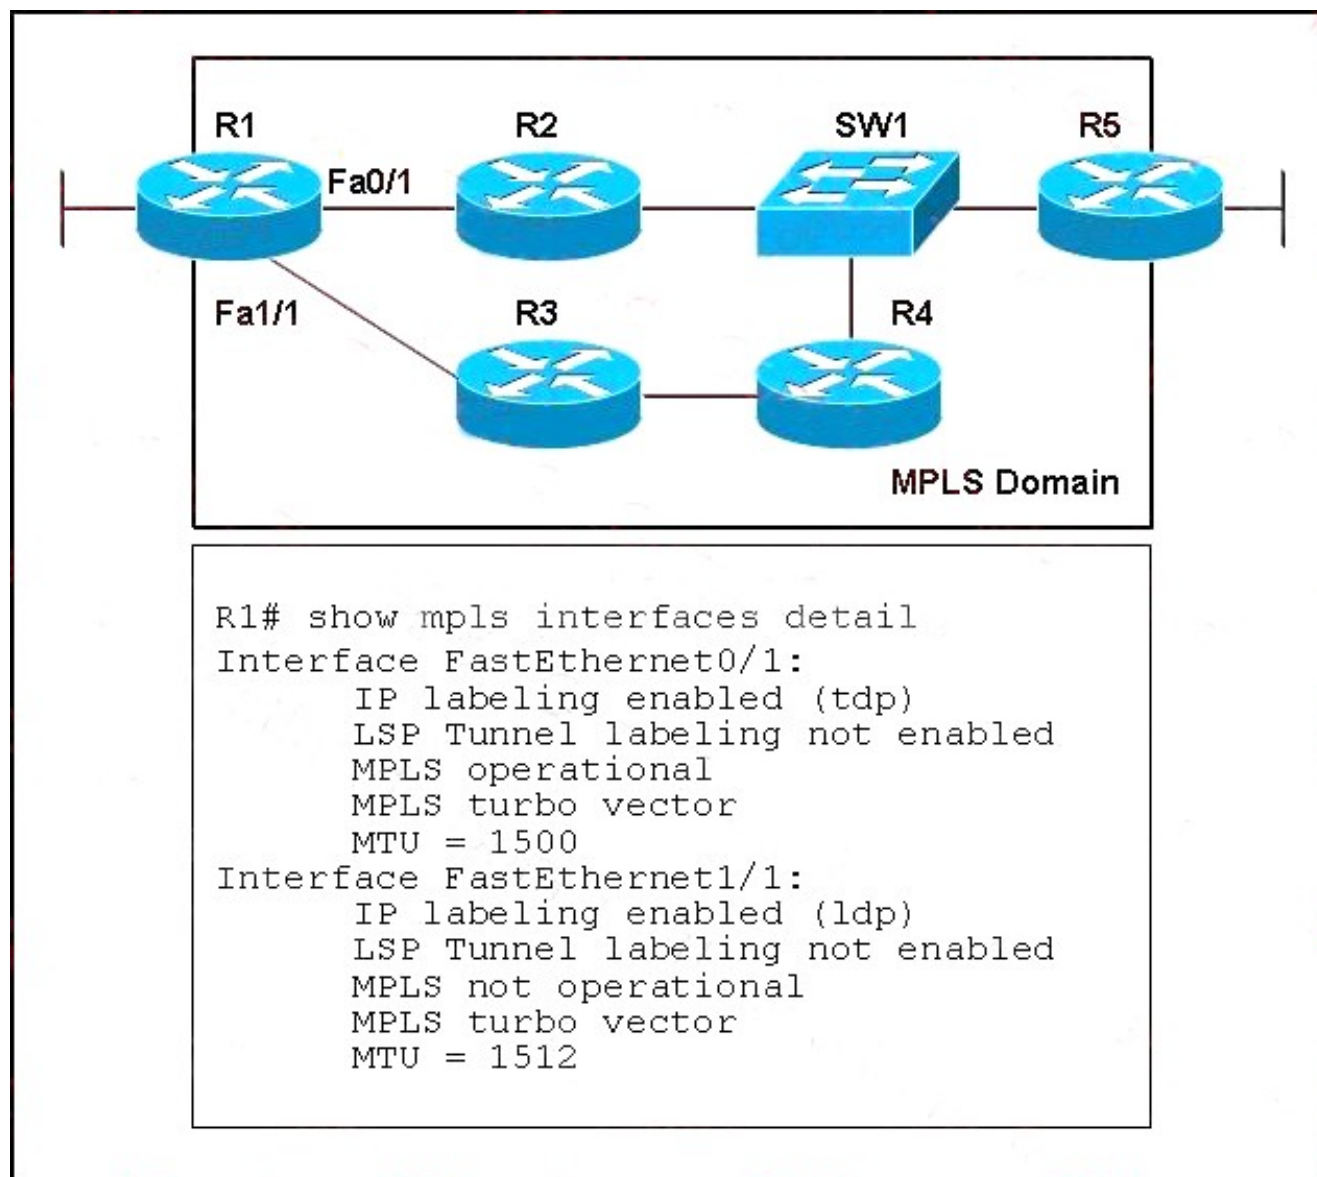 R1
R2
SW1
R5
Fa0/1
Fa1/1
R3
R4
MPLS Domain
R1# show mpls interfaces detail
Interface FastEthernet0/1:
IP labeling enabled (tdp)
LSP Tunnel labeling not enabled
MPLS operational
MPLS turbo vector
MTU = 1500
Interface FastEthernet1/1:
IP labeling enabled (ldp)
LSP Tunnel labeling not enabled
MPLS not operational
MPLS turbo vector
MTU = 1512